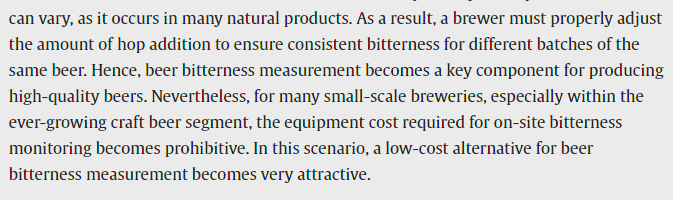 can vary, as it occurs in many natural products. As a result, a brewer must properly adjust
the amount of hop addition to ensure consistent bitterness for different batches of the
same beer. Hence, beer bitterness measurement becomes a key component for producing
high-quality beers. Nevertheless, for many small-scale breweries, especially within the
ever-growing craft beer segment, the equipment cost required for on-site bitterness
monitoring becomes prohibitive. In this scenario, a low-cost alternative for beer
bitterness measurement becomes very attractive.